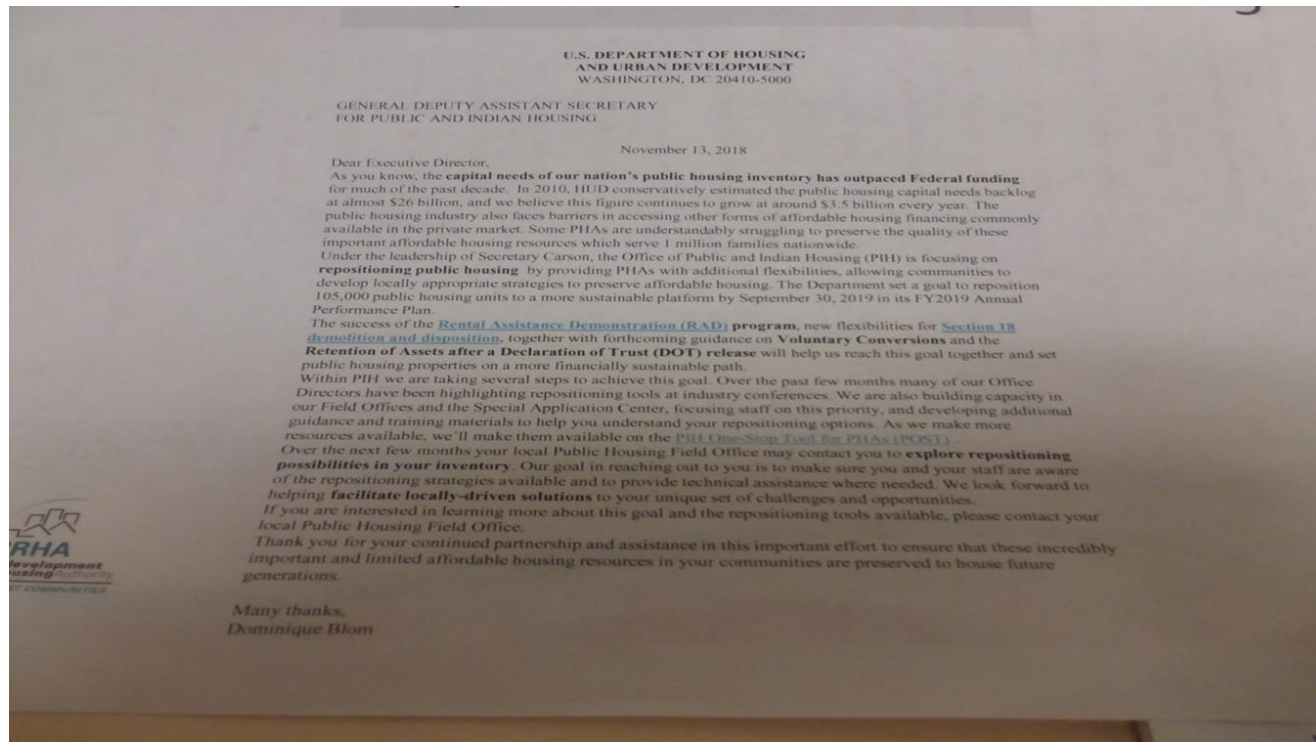 U.S. DEPARTMENT OF HOUSING
AND URBAN DEVELOPMENT
WASHINGTON, DC 20410-5000
GENERAL DEPUTY ASSISTANT SECRETARY
FOR PUBLIC AND INDIAN HOUSING
November 13, 2018
Dear Executive Director,
As you know, the capital needs of our nation's public housing inventory has outpaced Federal funding
for much of the past decade. In 2010, HUD conservatively estimated the public housing capital needs backlog
at almost $26 billion, and we believe this figure continues to grow at around $3.5 billion every year. The
public housing industry also faces barriers in accessing other forms of affordable housing financing commonly
available in the private market. Some PHAs are understandably struggling to preserve the quality of these
important affordable housing resources which serve 1 million families nationwide.
Under the leadership of Secretary Carson, the Office of Public and Indian Housing (PIH) is focusing on
repositioning public housing by providing PHAs with additional flexibilities, allowing communities to
develop locally appropriate strategies to preserve affordable housing. The Department set a goal to reposition
105,000 public housing units to a more sustainable platform by September 30, 2019 in its FY2019 Annual
Performance Plan.
The success of the Rental Assistance Demonstration (RAD) program, new flexibilities for Section 18
demolition and disposition, together with forthcoming guidance on Voluntary Conversions and the
Retention of Assets after a Declaration of Trust (DOT) release will help us reach this goal together and set
public housing properties on a more financially sustainable path.
Within PIH we are taking several steps to achieve this goal. Over the past few months many of our Office
Directors have been highlighting repositioning tools at industry conferences. We are also building capacity in
our Field Offices and the Special Application Center, focusing staff on this priority, and developing additional
guidance and training materials to help you understand your repositioning options. As we make more
resources available, we'll make them available on the PIH One-Stop Tool for PHAs (POST) .
Over the next few months your local Public Housing Field Office may contact you to explore repositioning
possibilities in your inventory. Our goal in reaching out to you is to make sure you and your staff are aware
of the repositioning strategies available and to provide technical assistance where needed. We look forward to
helping facilitate locally-driven solutions to your unique set of challenges and opportunities.
If you are interested in learning more about this goal and the repositioning tools available, please contact your
local Public Housing Field Office.
Thank you for your continued partnership and assistance in this important effort to ensure that these incredibly
important and limited affordable housing resources in your communities are preserved to house future
generations.
Many thanks,
Dominique Blom
RHA
evelopment
using Authority